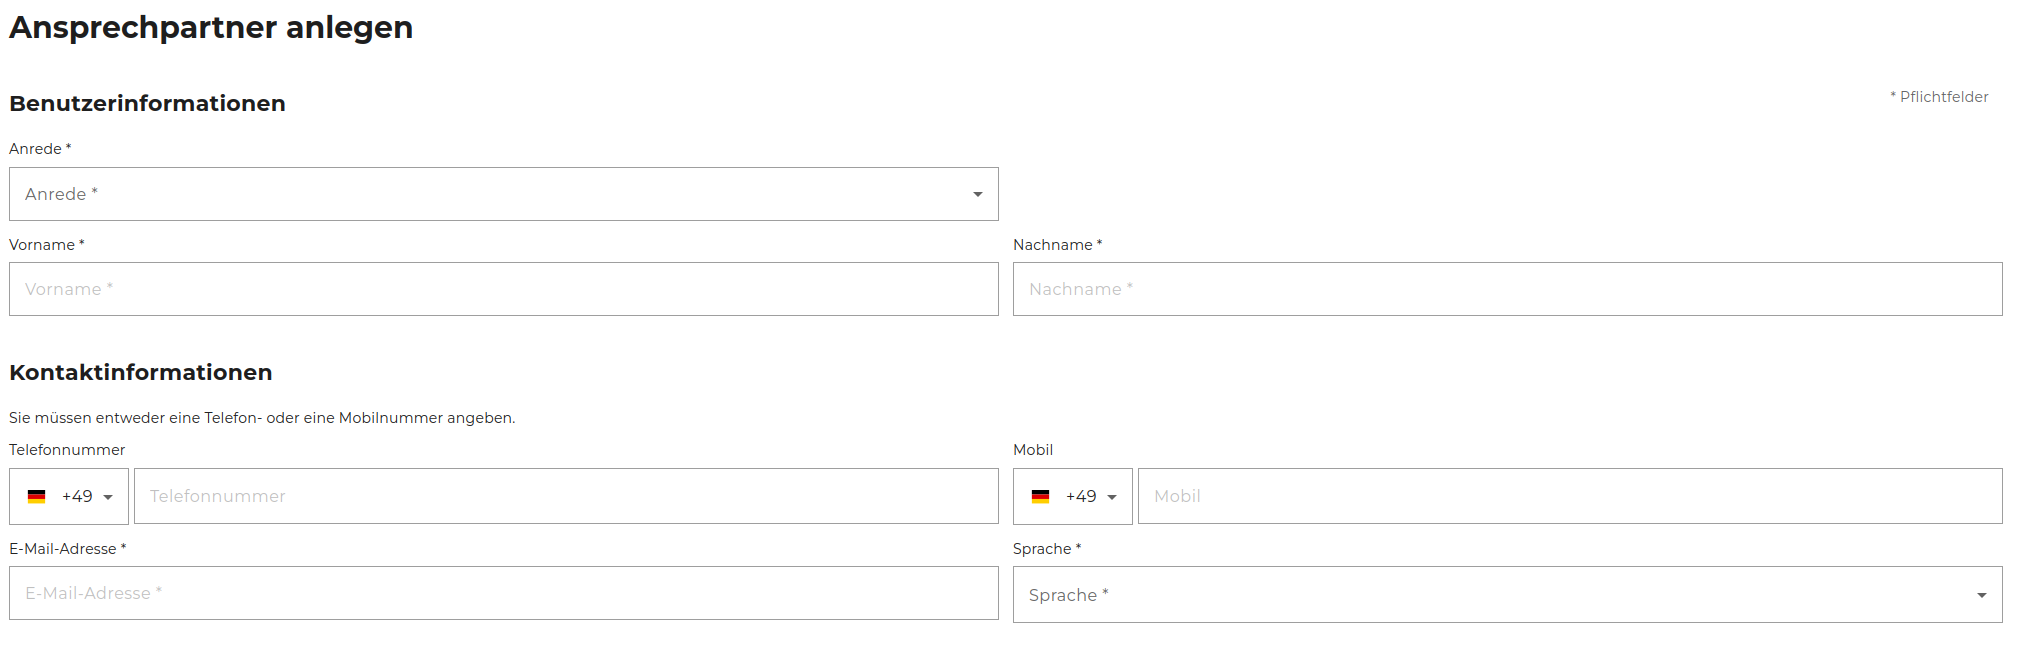 Ansprechpartner anlegen
Benutzerinformationen
* Pflichtfelder
Anrede *
Anrede *
Vorname *
Nachname *
Vorname *
Nachname *
Kontaktinformationen
Sie müssen entweder eine Telefon- oder eine Mobilnummer angeben.
Telefonnummer
Mobil
+49
Telefonnummer
+49
Mobil
E-Mail-Adresse *
Sprache *
E-Mail-Adresse *
Sprache *